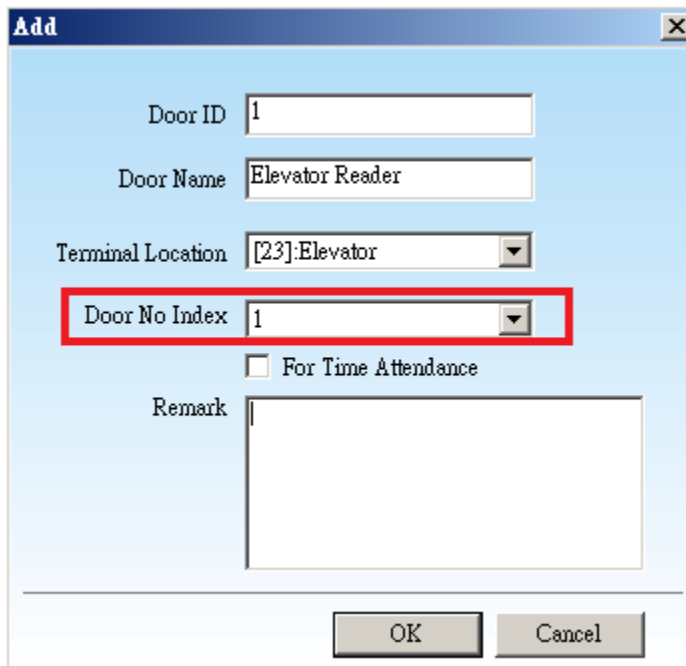 Add
Door ID 1
Door Name Elevator Reader
Terminal Location [23]:Elevator
Door No Index 1
For Time Attendance
Remark
OK Cancel